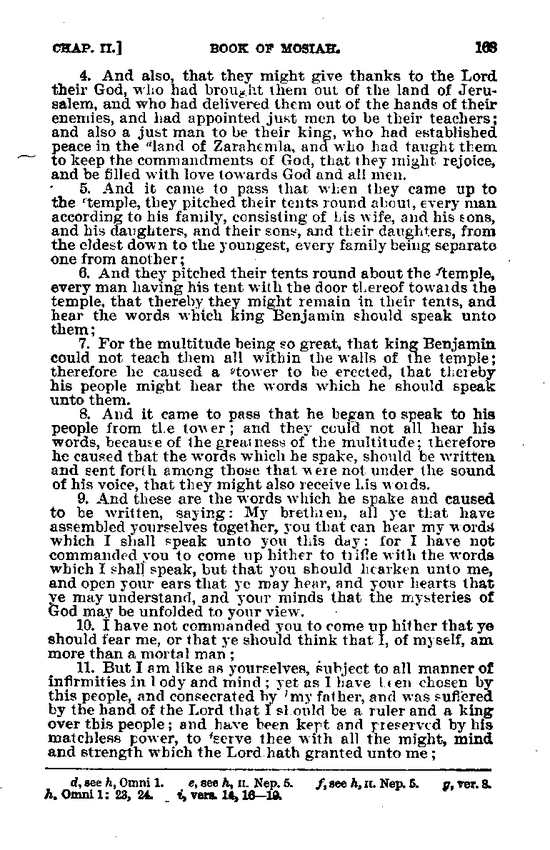 CHAP. II.] BOOK OF MOSIAH. 163
4. And also, that they might give thanks to the Lord
their God, who had brought them out of the land of Jeru-
salem, and who had delivered them out of the hands of their
enemies, and had appointed just men to be their teachers;
and also a just man to be their king, who had established
peace in the ᵈland of Zarahemla, and who had taught them
to keep the commandments of God, that they might rejoice,
and be filled with love towards God and all men.
5. And it came to pass that when they came up to
the ᵉtemple, they pitched their tents round about, every man
according to his family, consisting of his wife, and his sons,
and his daughters, and their sons, and their daughters, from
the eldest down to the youngest, every family being separate
one from another;
6. And they pitched their tents round about the ᶠtemple,
every man having his tent with the door thereof towards the
temple, that thereby they might remain in their tents, and
hear the words which king Benjamin should speak unto
them;
7. For the multitude being so great, that king Benjamin
could not teach them all within the walls of the temple;
therefore he caused a ᵍtower to be erected, that thereby
his people might hear the words which he should speak
unto them.
8. And it came to pass that he began to speak to his
people from the tower; and they could not all hear his
words, because of the greatness of the multitude; therefore
he caused that the words which he spake, should be written
and sent forth among those that were not under the sound
of his voice, that they might also receive his words.
9. And these are the words which he spake and caused
to be written, saying: My brethren, all ye that have
assembled yourselves together, you that can hear my words
which I shall speak unto you this day; for I have not
commanded you to come up hither to trifle with the words
which I shall speak, but that you should hearken unto me,
and open your ears that ye may hear, and your hearts that
ye may understand, and your minds that the mysteries of
God may be unfolded to your view.
10. I have not commanded you to come up hither that ye
should fear me, or that ye should think that I, of myself, am
more than a mortal man;
11. But I am like as yourselves, subject to all manner of
infirmities in body and mind; yet as I have been chosen by
this people, and consecrated by ʰmy father, and was suffered
by the hand of the Lord that I should be a ruler and a king
over this people; and have been kept and preserved by his
matchless power, to ⁱserve thee with all the might, mind
and strength which the Lord hath granted unto me;
d, see h, Omni 1. e, see h, II. Nep. 5. f, see h, II. Nep. 5. g, ver. 8.
h, Omni 1: 23, 24. i, vers. 14, 16—19.